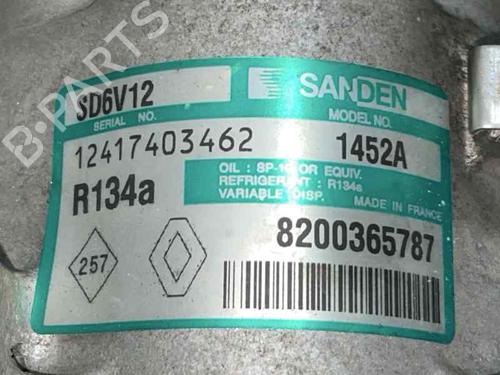 SANDEN
SD6V12
SERIAL NO.
MODEL NO.
12417403462
1452A
R134a
OIL : SP-10 OR EQUIV.
REFRIGERANT : R134a
VARIABLE DISP.
MADE IN FRANCE
8200365787
257
B-PARTS